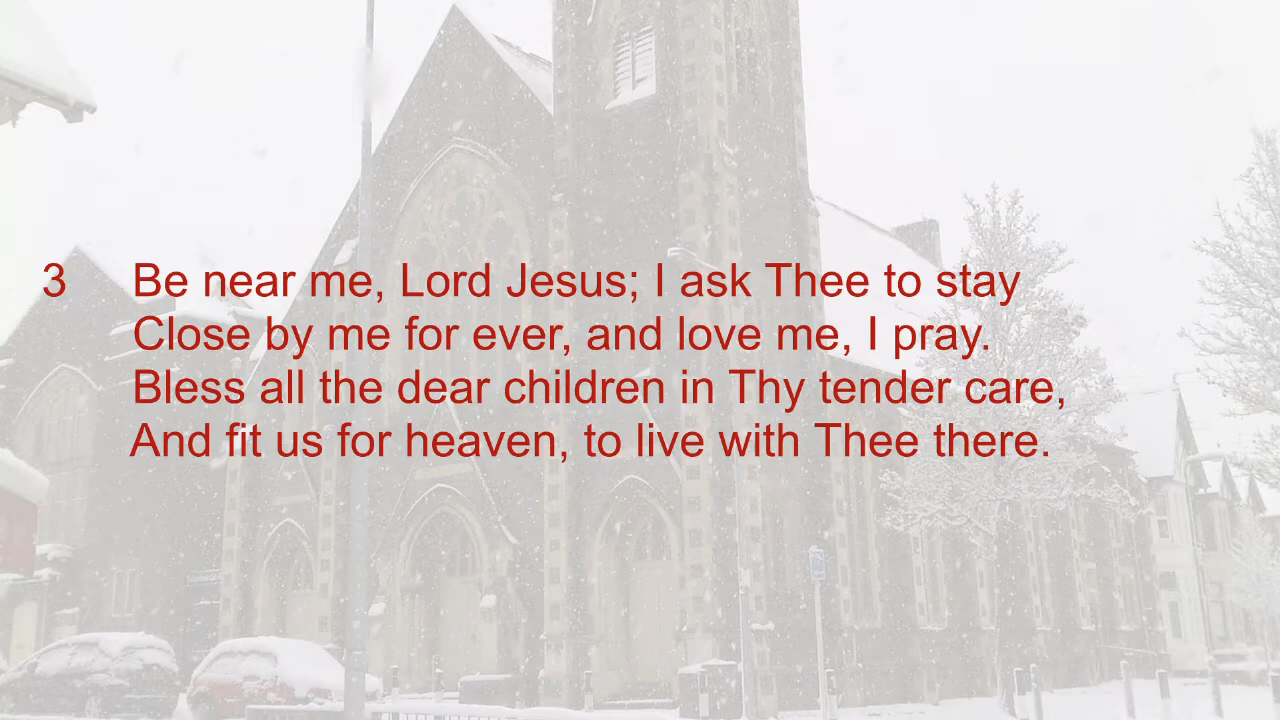 3 Be near me, Lord Jesus; I ask Thee to stay
Close by me for ever, and love me, I pray.
Bless all the dear children in Thy tender care,
And fit us for heaven, to live with Thee there.